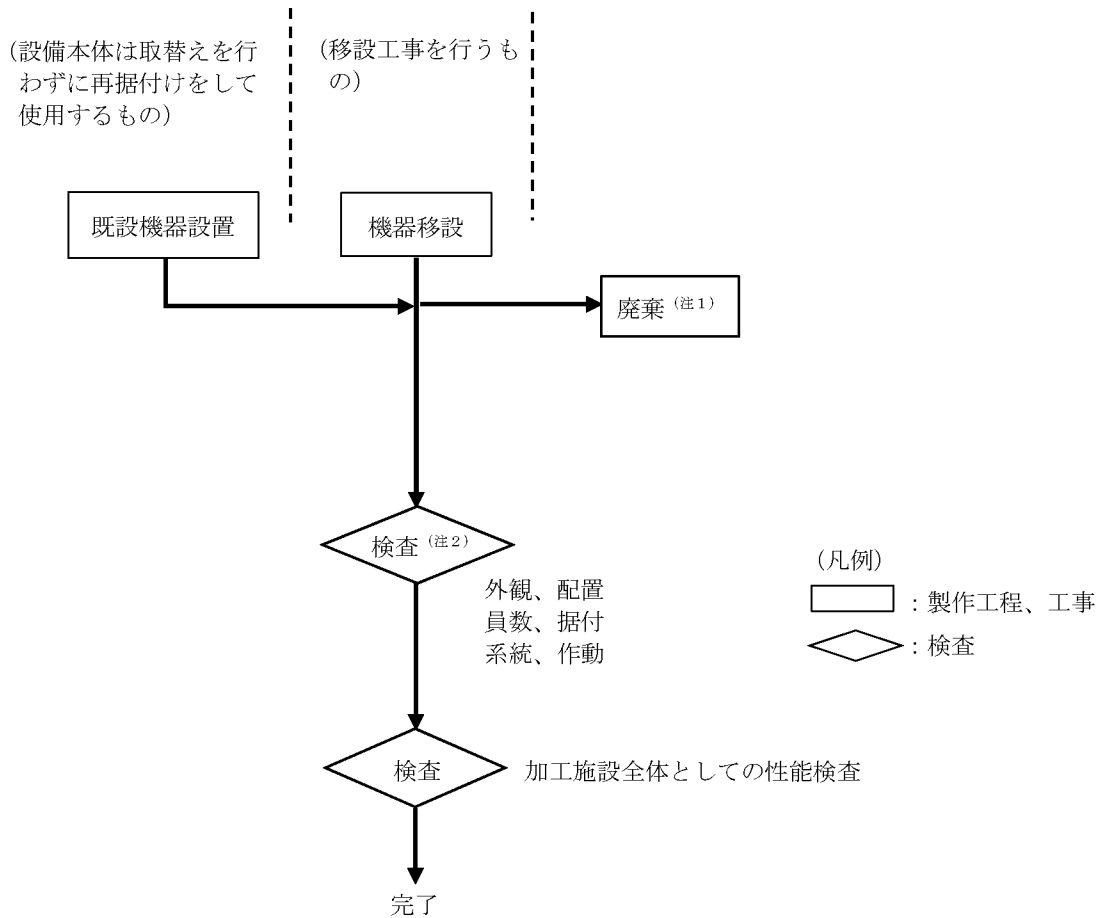 (設備本体は取替えを行
わずに再据付けをして
使用するもの)
(移設工事を行うも
の)
既設機器設置
機器移設
廃棄(注1)
検査(注2)
外観、配置
員数、据付
系統、作動
(凡例)
:製作工程、工事
:検査
検査
加工施設全体としての性能検査
完了